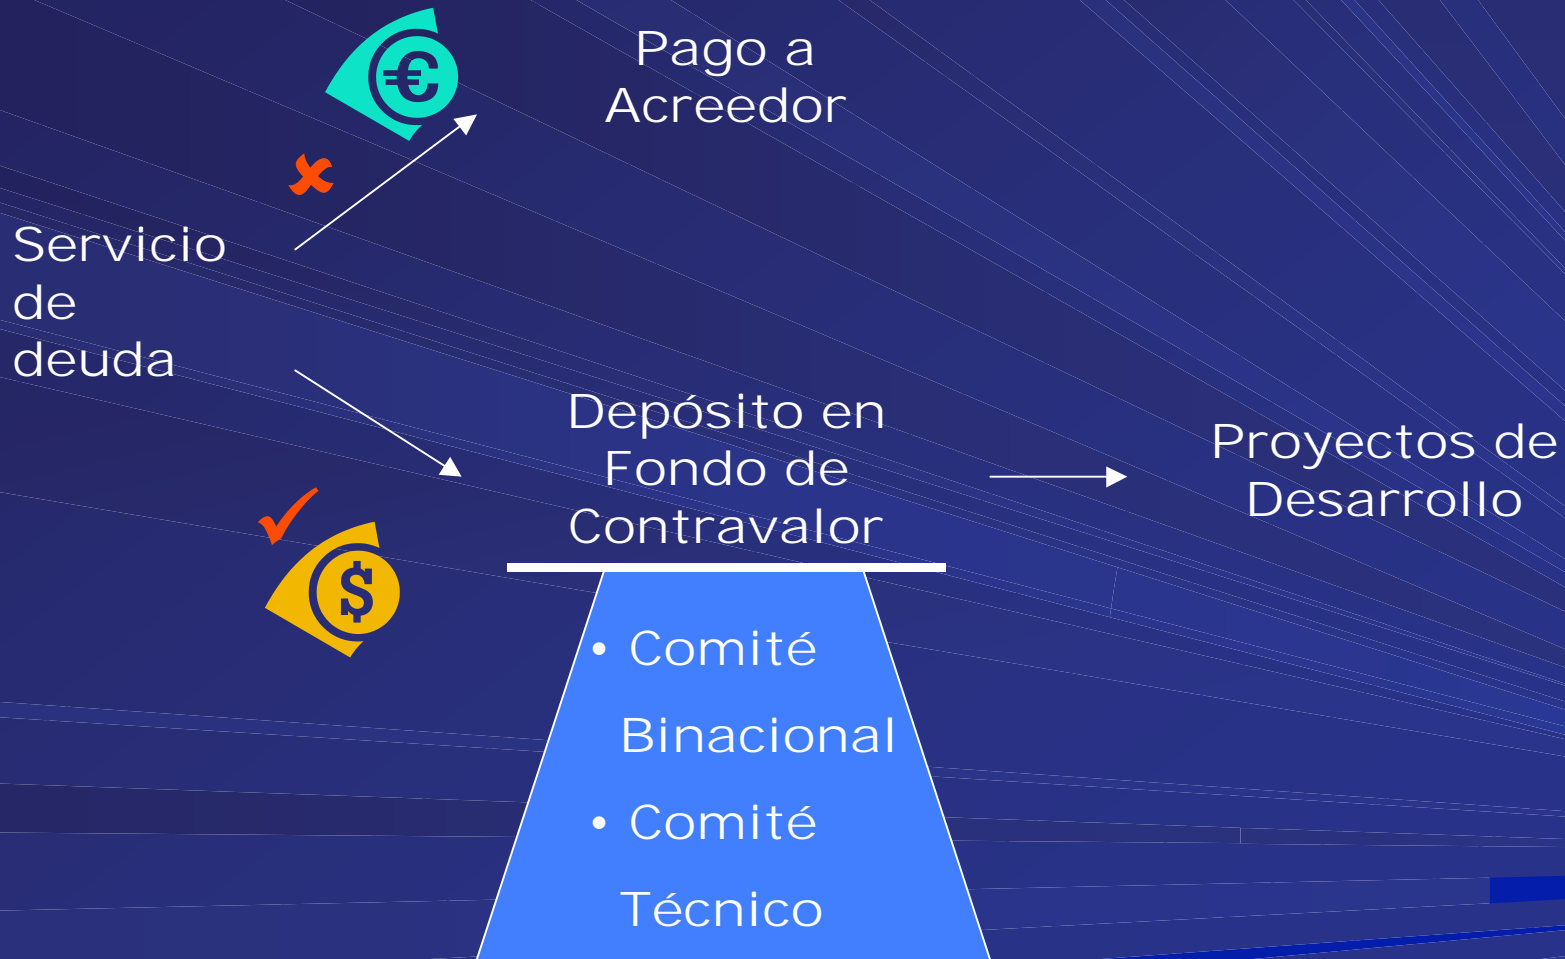 Pago a
Acreedor
€
Servicio
de
deuda
Depósito en
Fondo de
Contravalor
Proyectos de
Desarrollo
$
• Comité
Binacional
• Comité
Técnico